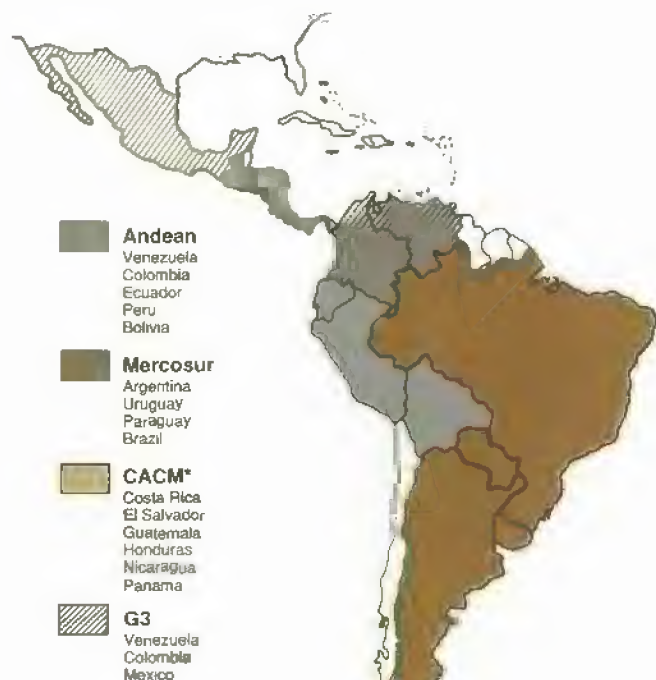 Andean
Venezuela
Colombia
Ecuador
Peru
Bolivia
Mercosur
Argentina
Uruguay
Paraguay
Brazil
CACM*
Costa Rica
El Salvador
Guatemala
Honduras
Nicaragua
Panama
G3
Venezuela
Colombia
Mexico